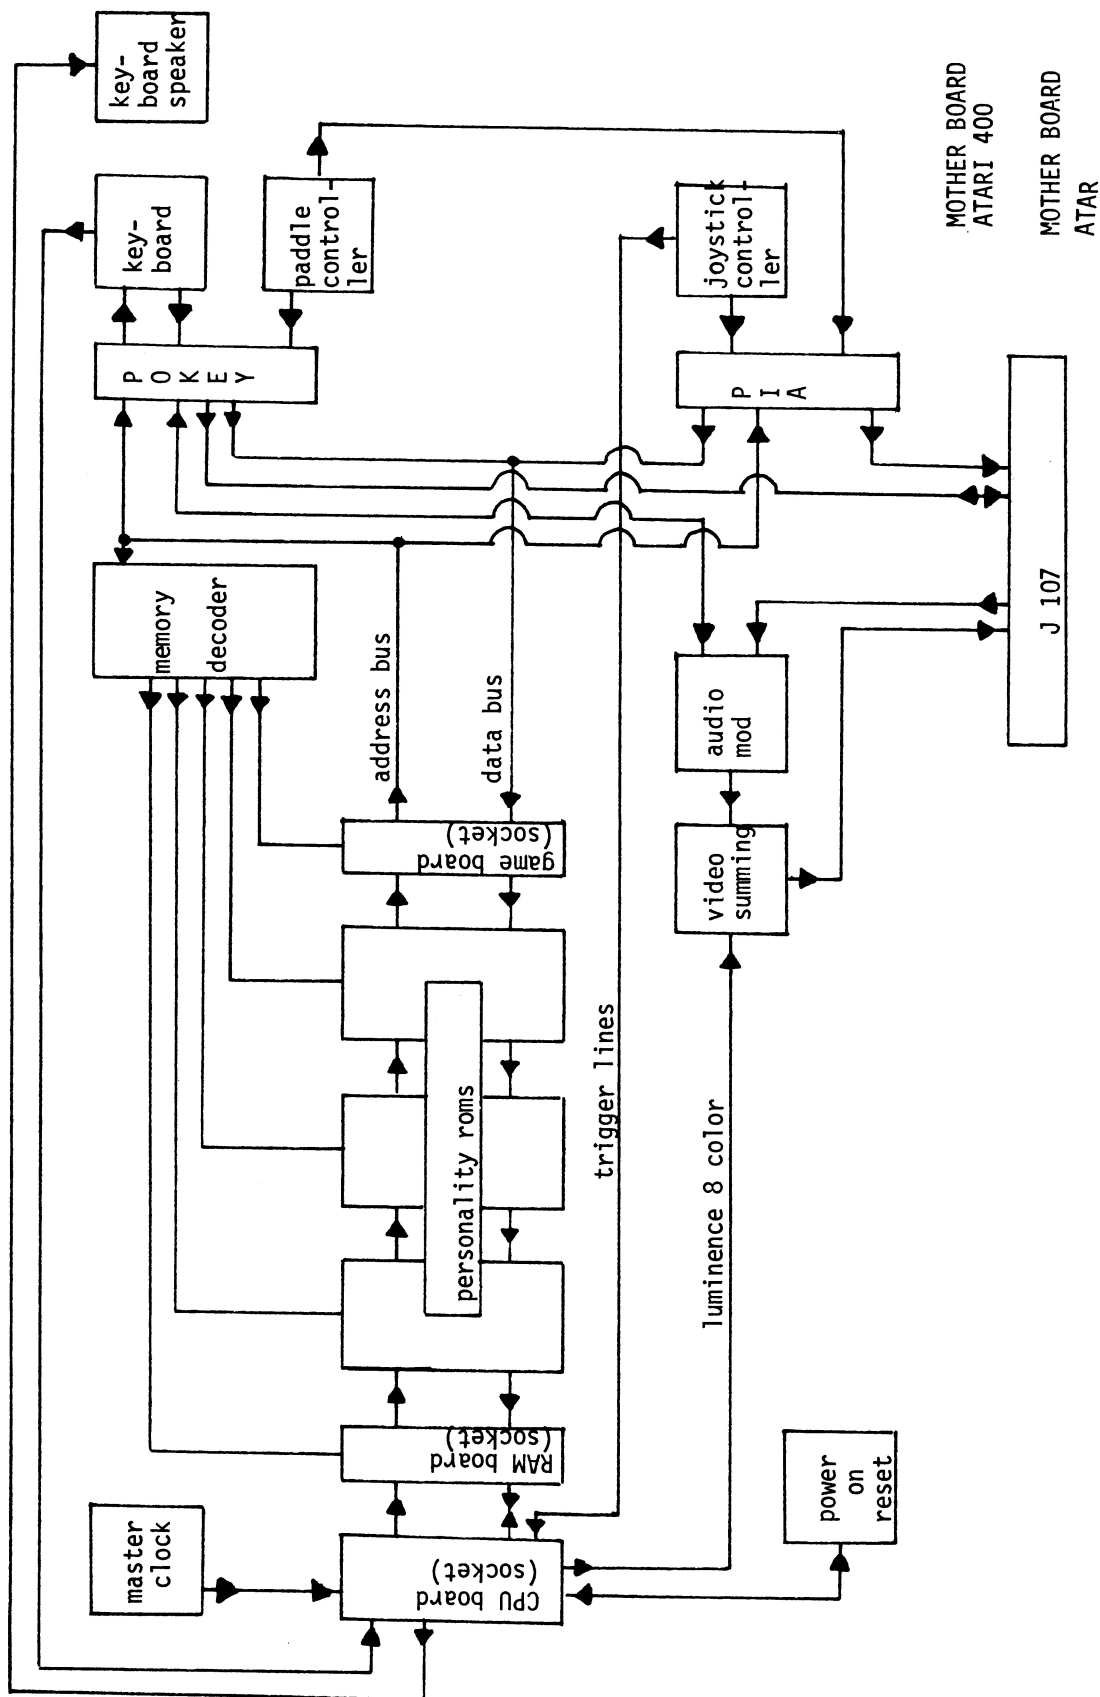 key-
board
speaker
key-
board
paddle
control-
ler
joystick
control-
ler
MOTHER BOARD
ATARI 400
MOTHER BOARD
ATAR
P O K E Y
P I A
memory
decoder
address bus
data bus
trigger lines
J 107
audio
mod
video
summing
game board
(socket)
personality roms
luminence 8 color
RAM board
(socket)
master
clock
CPU board
(socket)
power
on
reset